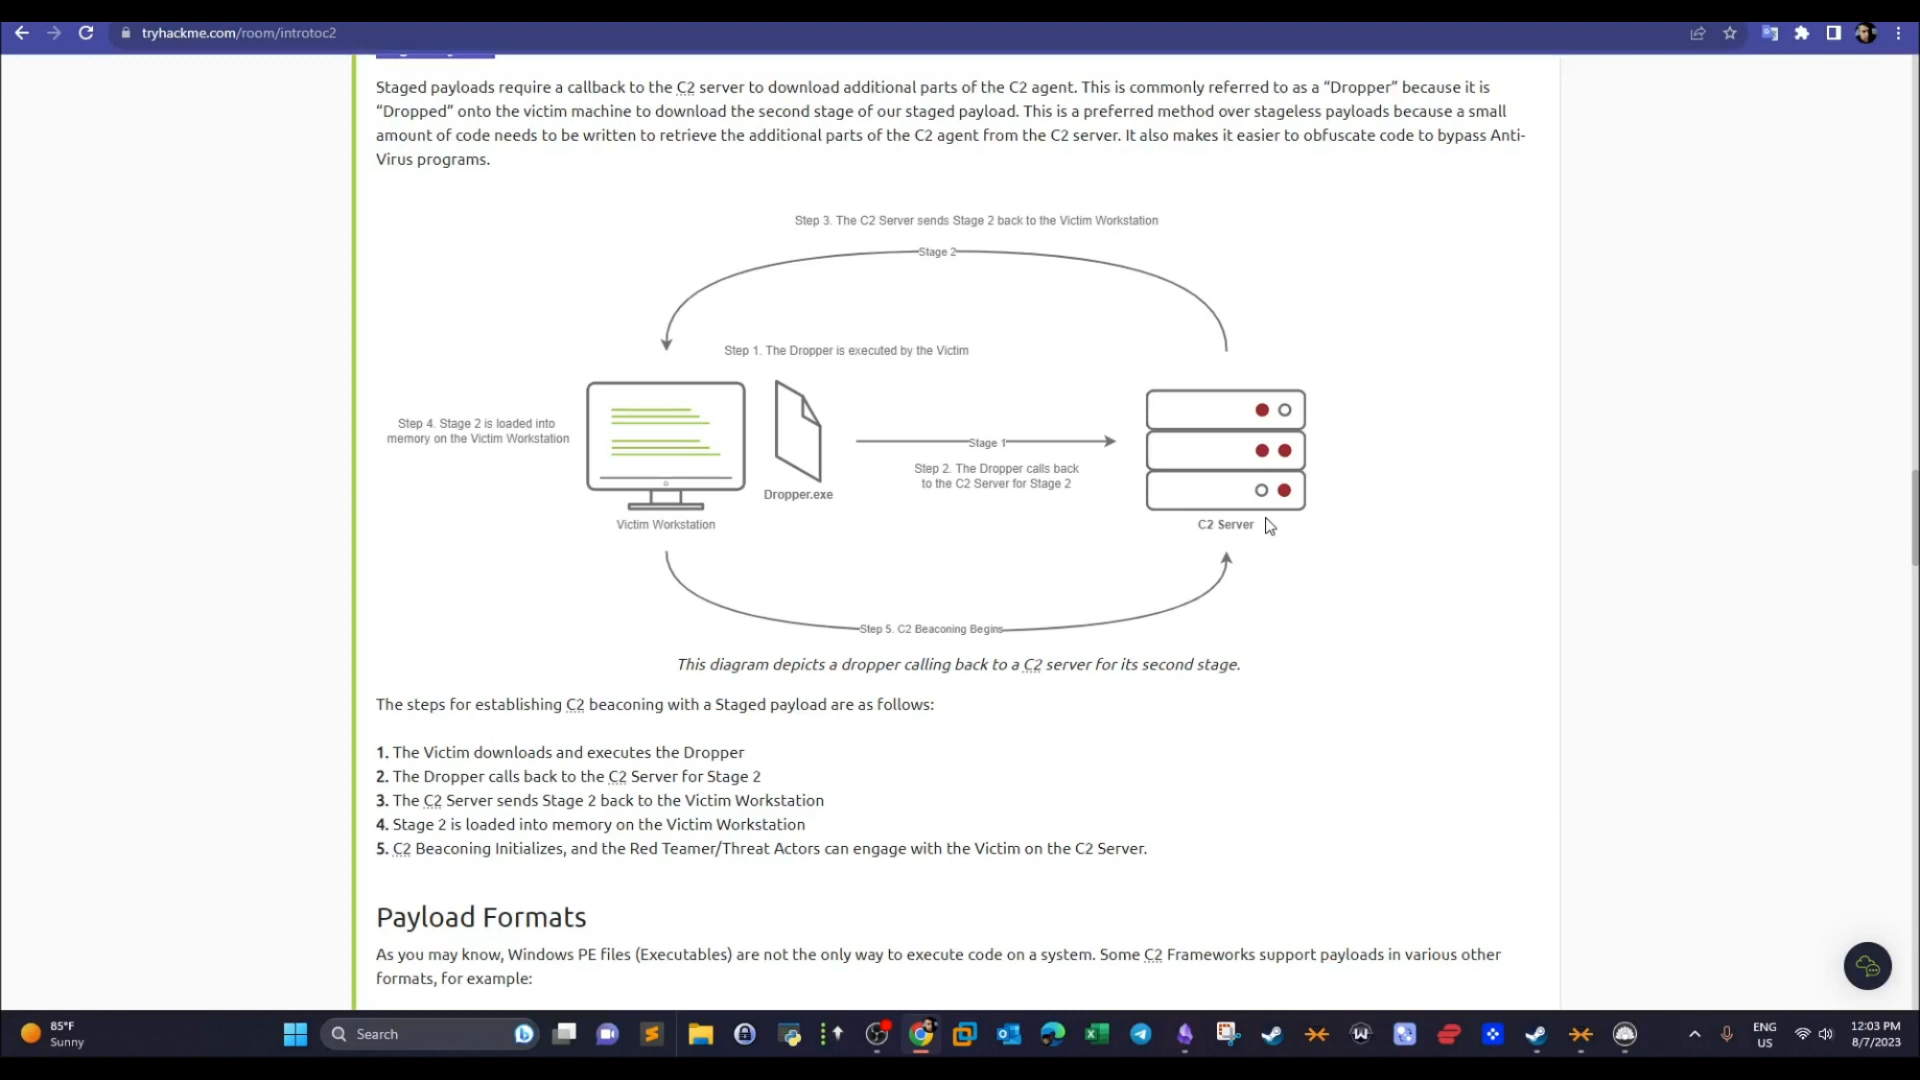 tryhackme.com/room/introtoc2
Staged payloads require a callback to the C2 server to download additional parts of the C2 agent. This is commonly referred to as a “Dropper” because it is
“Dropped” onto the victim machine to download the second stage of our staged payload. This is a preferred method over stageless payloads because a small
amount of code needs to be written to retrieve the additional parts of the C2 agent from the C2 server. It also makes it easier to obfuscate code to bypass Anti-
Virus programs.
Step 3. The C2 Server sends Stage 2 back to the Victim Workstation
Stage 2
Step 1. The Dropper is executed by the Victim
Step 4. Stage 2 is loaded into
memory on the Victim Workstation
Stage 1
Step 2. The Dropper calls back
to the C2 Server for Stage 2
Dropper.exe
Victim Workstation
C2 Server
Step 5. C2 Beaconing Begins
This diagram depicts a dropper calling back to a C2 server for its second stage.
The steps for establishing C2 beaconing with a Staged payload are as follows:
1. The Victim downloads and executes the Dropper
2. The Dropper calls back to the C2 Server for Stage 2
3. The C2 Server sends Stage 2 back to the Victim Workstation
4. Stage 2 is loaded into memory on the Victim Workstation
5. C2 Beaconing Initializes, and the Red Teamer/Threat Actors can engage with the Victim on the C2 Server.
Payload Formats
As you may know, Windows PE files (Executables) are not the only way to execute code on a system. Some C2 Frameworks support payloads in various other
formats, for example:
85°F
Sunny
Search
ENG
US
12:03 PM
8/7/2023